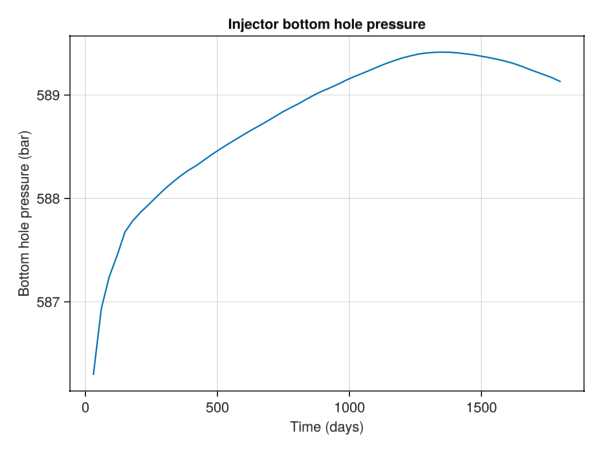 Injector bottom hole pressure
589
588
587
Bottom hole pressure (bar)
0 500 1000 1500
Time (days)